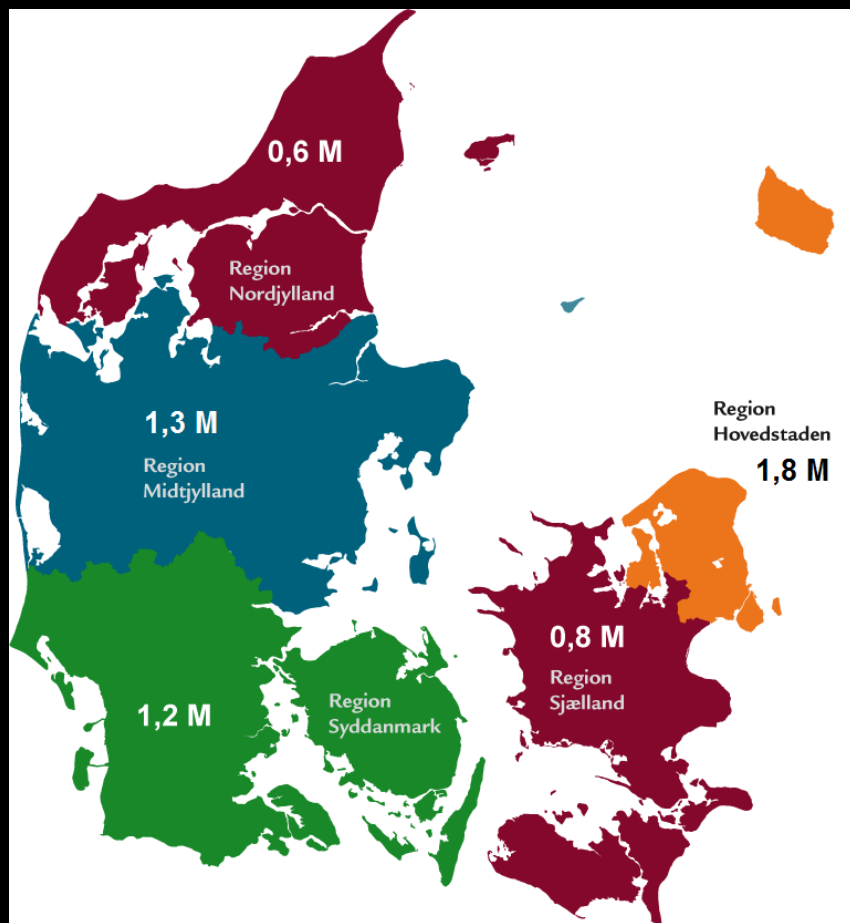 0,6 M
Region
Nordjylland
1,3 M
Region
Midtjylland
Region
Hovedstaden
1,8 M
0,8 M
Region
Sjælland
1,2 M
Region
Syddanmark